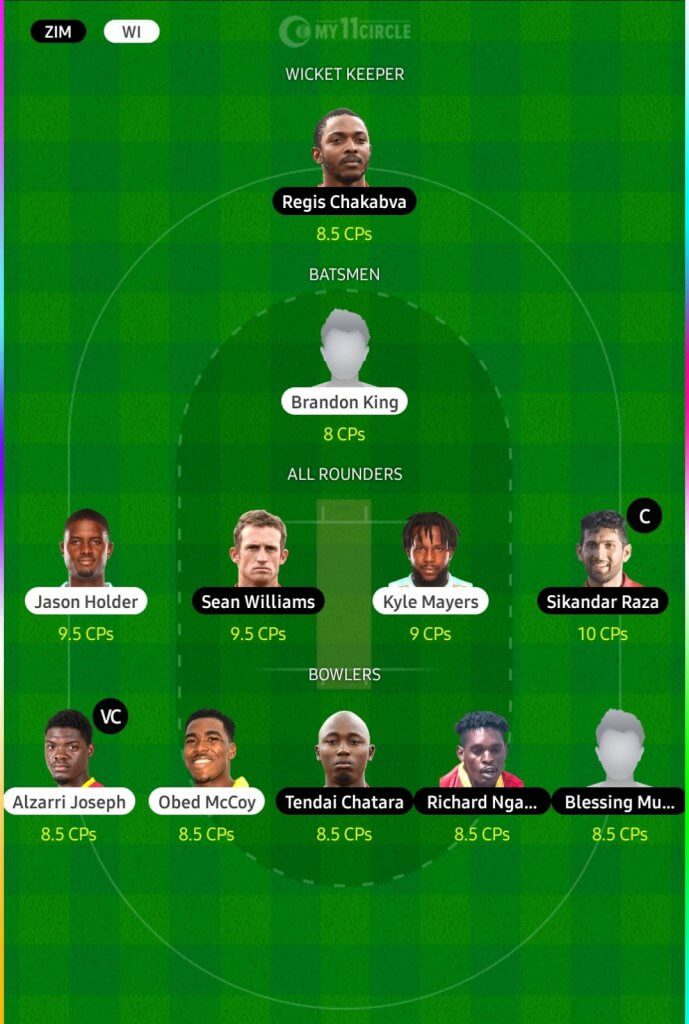 ZIM WI MY11CIRCLE
WICKET KEEPER
Regis Chakabva
8.5 CPs
BATSMEN
Brandon King
8 CPs
ALL ROUNDERS
C
Jason Holder Sean Williams Kyle Mayers Sikandar Raza
9.5 CPs 9.5 CPs 9 CPs 10 CPs
BOWLERS
VC
Alzarri Joseph Obed McCoy Tendai Chatara Richard Nga... Blessing Mu...
8.5 CPs 8.5 CPs 8.5 CPs 8.5 CPs 8.5 CPs